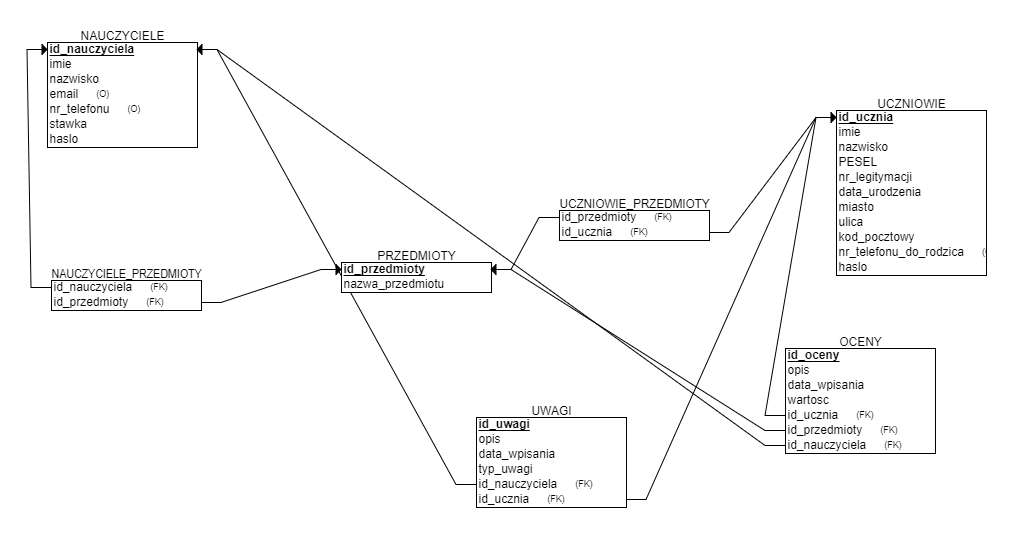 NAUCZYCIELE
id_nauczyciela
imie
nazwisko
email (O)
nr_telefonu (O)
stawka
haslo
UCZNIOWIE
id_ucznia
imie
nazwisko
PESEL
nr_legitymacji
data_urodzenia
miasto
ulica
kod_pocztowy
nr_telefonu_do_rodzica (
haslo
UCZNIOWIE_PRZEDMIOTY
id_przedmioty (FK)
id_ucznia (FK)
PRZEDMIOTY
id_przedmioty
nazwa_przedmiotu
NAUCZYCIELE_PRZEDMIOTY
id_nauczyciela (FK)
id_przedmioty (FK)
OCENY
id_oceny
opis
data_wpisania
wartosc
id_ucznia (FK)
id_przedmioty (FK)
id_nauczyciela (FK)
UWAGI
id_uwagi
opis
data_wpisania
typ_uwagi
id_nauczyciela (FK)
id_ucznia (FK)